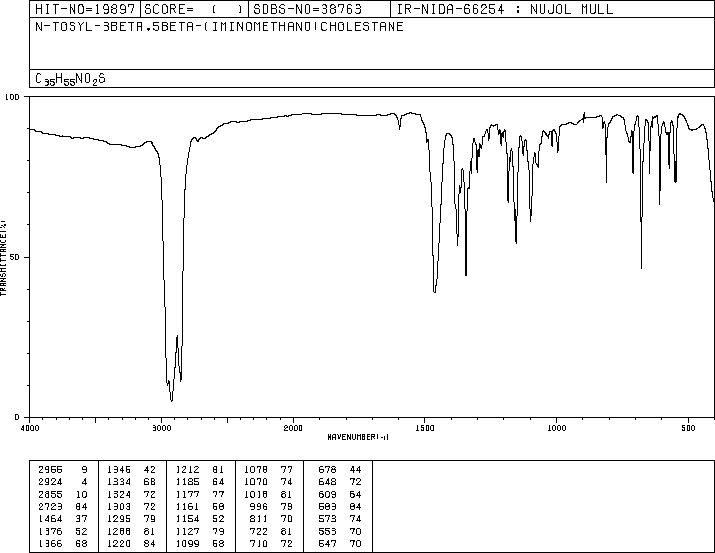 HIT-NO=19897 SCORE= ( ) SDBS-NO=38763 IR-NIDA-66254 : NUJOL MULL
N-TOSYL-3BETA,5BETA-(IMINOMETHANO)CHOLESTANE
C35H55NO2S
100
50
0
TRANSMITTANCE(%)
4000 3000 2000 1500 1000 500
WAVENUMBER(-1)
2966 9 1346 42 1212 81 1078 77 678 44
2924 4 1334 68 1185 64 1070 74 648 72
2855 10 1324 72 1177 77 1018 81 609 64
2723 84 1303 72 1161 60 996 79 603 84
1464 37 1295 79 1154 52 811 70 573 74
1376 52 1288 81 1127 79 722 81 553 70
1366 68 1220 84 1099 58 710 72 547 70